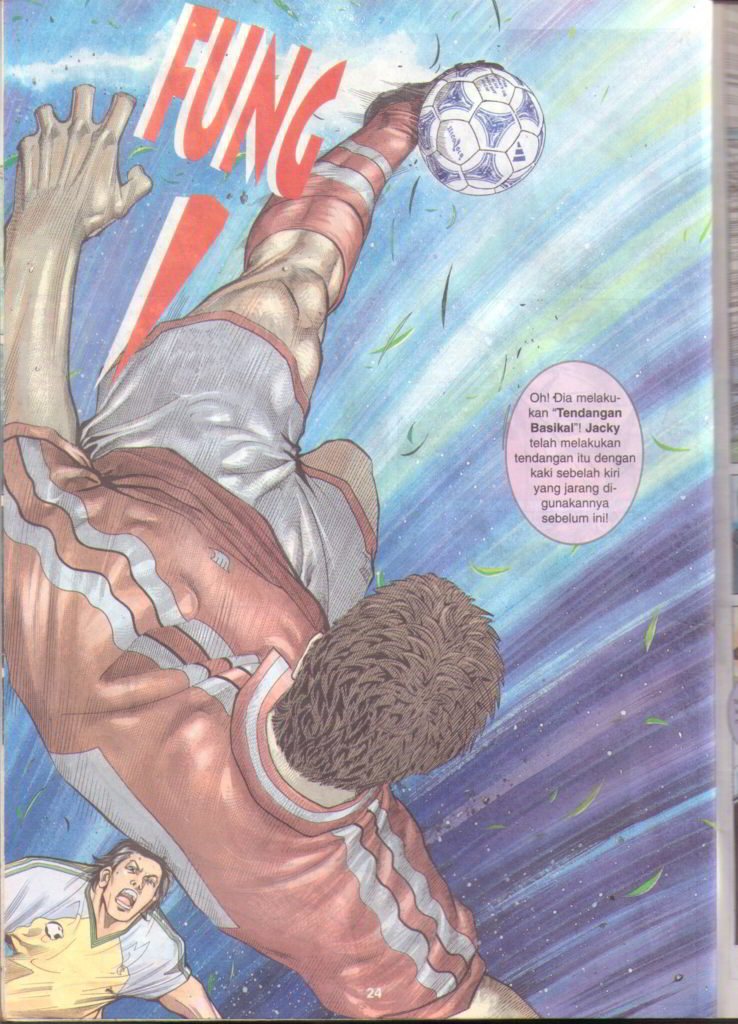 FUNG
!
Oh! Dia melaku-
kan "Tendangan
Basikal"! Jacky
telah melakukan
tendangan itu dengan
kaki sebelah kiri
yang jarang di-
gunakannya
sebelum ini!
24